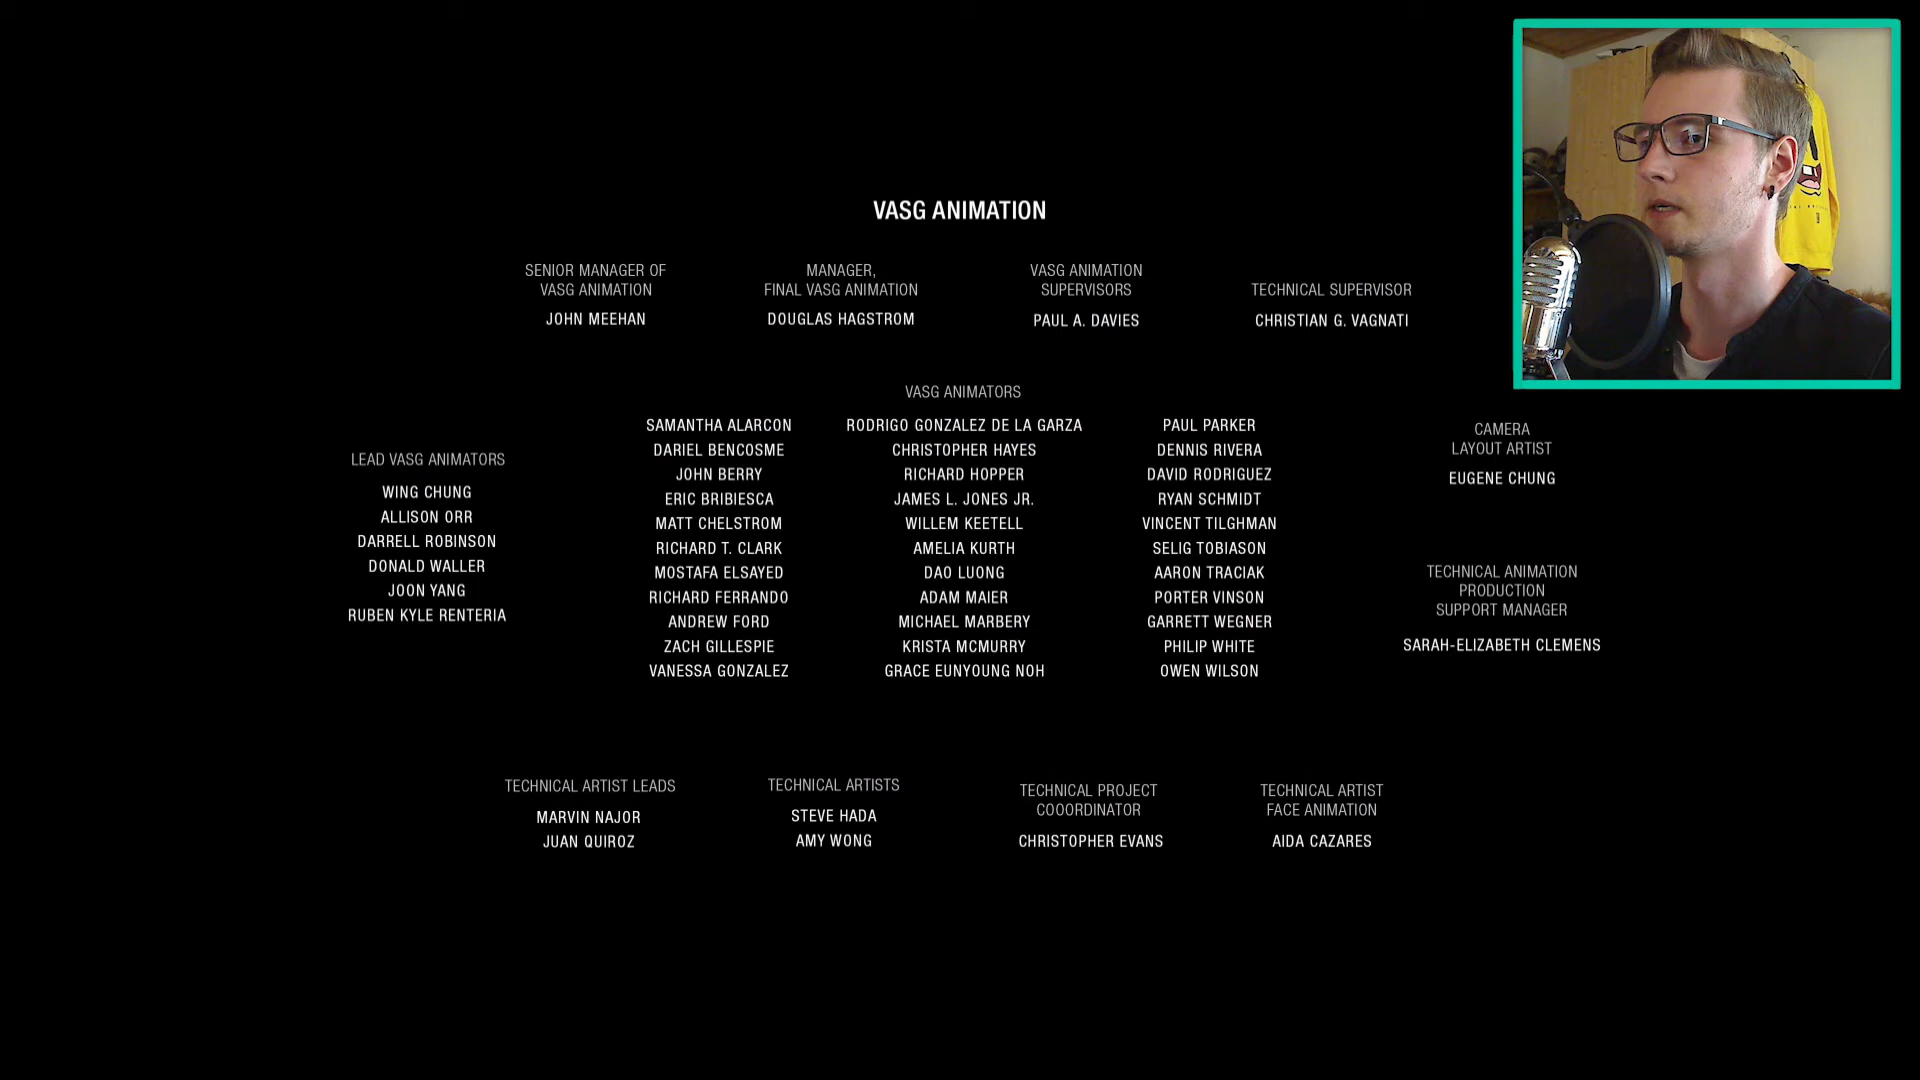 VASG ANIMATION
SENIOR MANAGER OF
VASG ANIMATION
JOHN MEEHAN
MANAGER,
FINAL VASG ANIMATION
DOUGLAS HAGSTROM
VASG ANIMATION
SUPERVISORS
PAUL A. DAVIES
TECHNICAL SUPERVISOR
CHRISTIAN G. VAGNATI
LEAD VASG ANIMATORS
WING CHUNG
ALLISON ORR
DARRELL ROBINSON
DONALD WALLER
JOON YANG
RUBEN KYLE RENTERIA
VASG ANIMATORS
SAMANTHA ALARCON
DARIEL BENCOSME
JOHN BERRY
ERIC BRIBIESCA
MATT CHELSTROM
RICHARD T. CLARK
MOSTAFA ELSAYED
RICHARD FERRANDO
ANDREW FORD
ZACH GILLESPIE
VANESSA GONZALEZ
RODRIGO GONZALEZ DE LA GARZA
CHRISTOPHER HAYES
RICHARD HOPPER
JAMES L. JONES JR.
WILLEM KEETELL
AMELIA KURTH
DAO LUONG
ADAM MAIER
MICHAEL MARBERY
KRISTA MCMURRY
GRACE EUNYOUNG NOH
PAUL PARKER
DENNIS RIVERA
DAVID RODRIGUEZ
RYAN SCHMIDT
VINCENT TILGHMAN
SELIG TOBIASON
AARON TRACIAK
PORTER VINSON
GARRETT WEGNER
PHILIP WHITE
OWEN WILSON
CAMERA
LAYOUT ARTIST
EUGENE CHUNG
TECHNICAL ANIMATION
PRODUCTION
SUPPORT MANAGER
SARAH-ELIZABETH CLEMENS
TECHNICAL ARTIST LEADS
MARVIN NAJOR
JUAN QUIROZ
TECHNICAL ARTISTS
STEVE HADA
AMY WONG
TECHNICAL PROJECT
COOORDINATOR
CHRISTOPHER EVANS
TECHNICAL ARTIST
FACE ANIMATION
AIDA CAZARES